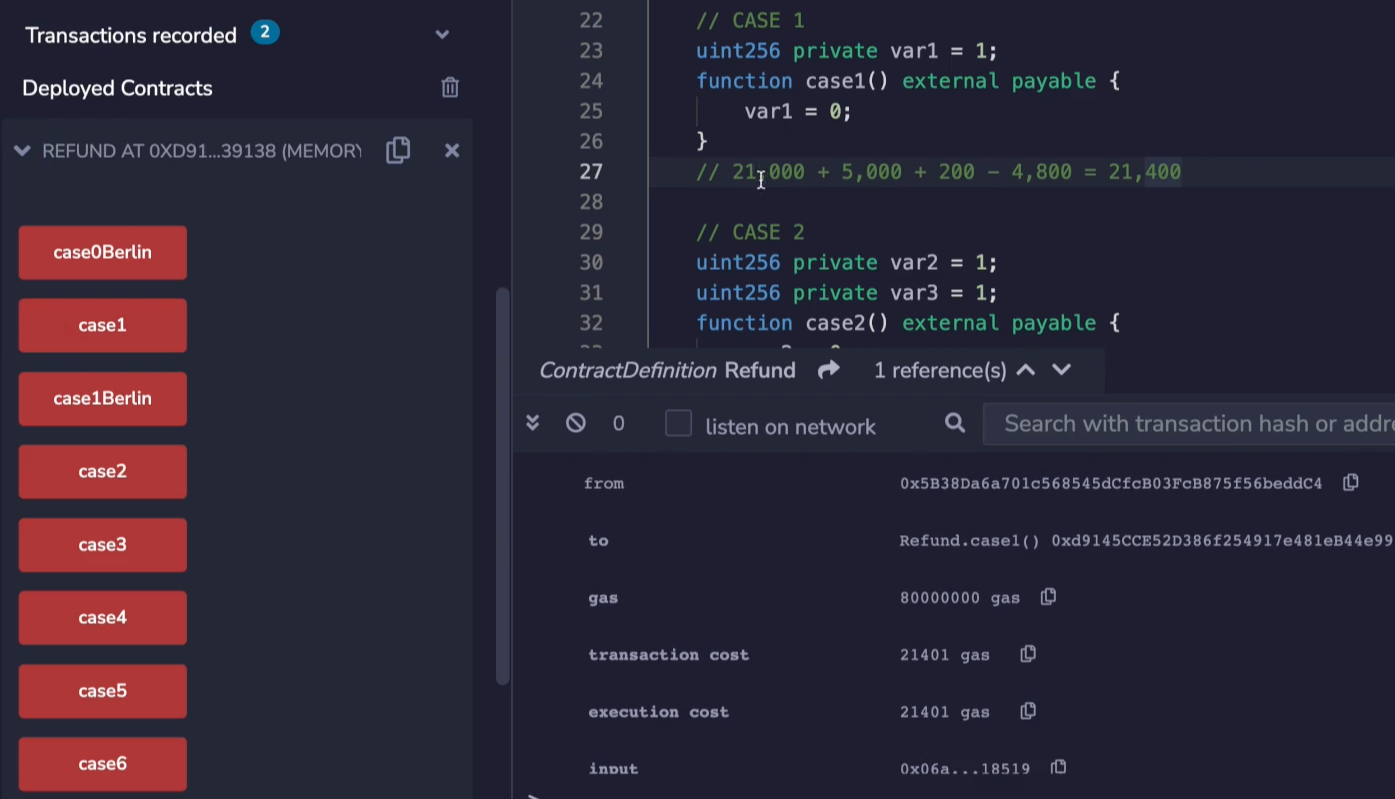 Transactions recorded 2
Deployed Contracts
REFUND AT 0XD91...39138 (MEMORY
case0Berlin
case1
case1Berlin
case2
case3
case4
case5
case6
22 // CASE 1
23 uint256 private var1 = 1;
24 function case1() external payable {
25 var1 = 0;
26 }
27 // 21,000 + 5,000 + 200 − 4,800 = 21,400
28
29 // CASE 2
30 uint256 private var2 = 1;
31 uint256 private var3 = 1;
32 function case2() external payable {
ContractDefinition Refund 1 reference(s)
0 listen on network Search with transaction hash or addre
from 0x5B38Da6a701c568545dCfcB03FcB875f56beddC4
to Refund.case1() 0xd9145CCE52D386f254917e481eB44e99
gas 80000000 gas
transaction cost 21401 gas
execution cost 21401 gas
input 0x06a...18519